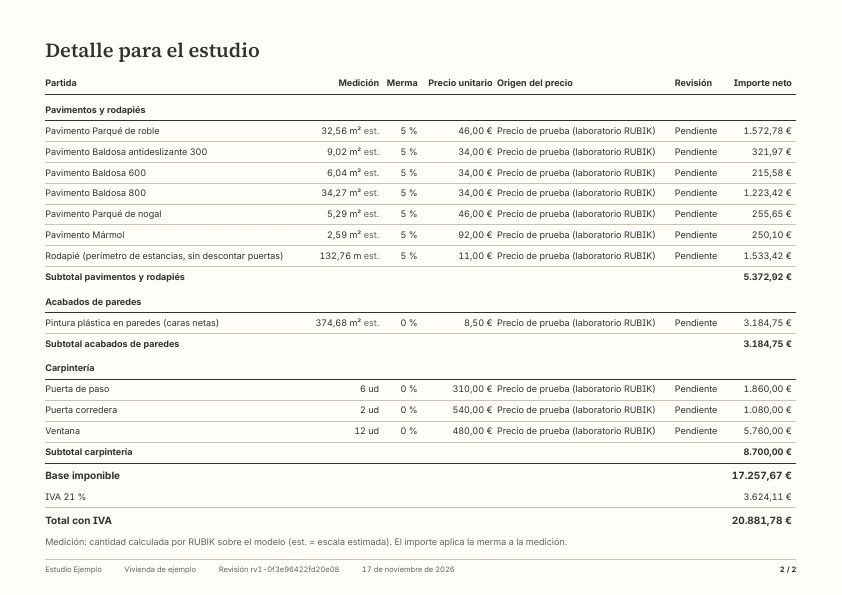 Detalle para el estudio
Partida Medición Merma Precio unitario Origen del precio Revisión Importe neto
Pavimentos y rodapiés
Pavimento Parqué de roble 32,56 m² est. 5 % 46,00 € Precio de prueba (laboratorio RUBIK) Pendiente 1.572,78 €
Pavimento Baldosa antideslizante 300 9,02 m² est. 5 % 34,00 € Precio de prueba (laboratorio RUBIK) Pendiente 321,97 €
Pavimento Baldosa 600 6,04 m² est. 5 % 34,00 € Precio de prueba (laboratorio RUBIK) Pendiente 215,58 €
Pavimento Baldosa 800 34,27 m² est. 5 % 34,00 € Precio de prueba (laboratorio RUBIK) Pendiente 1.223,42 €
Pavimento Parqué de nogal 5,29 m² est. 5 % 46,00 € Precio de prueba (laboratorio RUBIK) Pendiente 255,65 €
Pavimento Mármol 2,59 m² est. 5 % 92,00 € Precio de prueba (laboratorio RUBIK) Pendiente 250,10 €
Rodapié (perímetro de estancias, sin descontar puertas) 132,76 m est. 5 % 11,00 € Precio de prueba (laboratorio RUBIK) Pendiente 1.533,42 €
Subtotal pavimentos y rodapiés 5.372,92 €
Acabados de paredes
Pintura plástica en paredes (caras netas) 374,68 m² est. 0 % 8,50 € Precio de prueba (laboratorio RUBIK) Pendiente 3.184,75 €
Subtotal acabados de paredes 3.184,75 €
Carpintería
Puerta de paso 6 ud 0 % 310,00 € Precio de prueba (laboratorio RUBIK) Pendiente 1.860,00 €
Puerta corredera 2 ud 0 % 540,00 € Precio de prueba (laboratorio RUBIK) Pendiente 1.080,00 €
Ventana 12 ud 0 % 480,00 € Precio de prueba (laboratorio RUBIK) Pendiente 5.760,00 €
Subtotal carpintería 8.700,00 €
Base imponible 17.257,67 €
IVA 21 % 3.624,11 €
Total con IVA 20.881,78 €
Medición: cantidad calculada por RUBIK sobre el modelo (est. = escala estimada). El importe aplica la merma a la medición.
Estudio Ejemplo Vivienda de ejemplo Revisión rv1-0f3e96422fd20e08 17 de noviembre de 2026 2 / 2